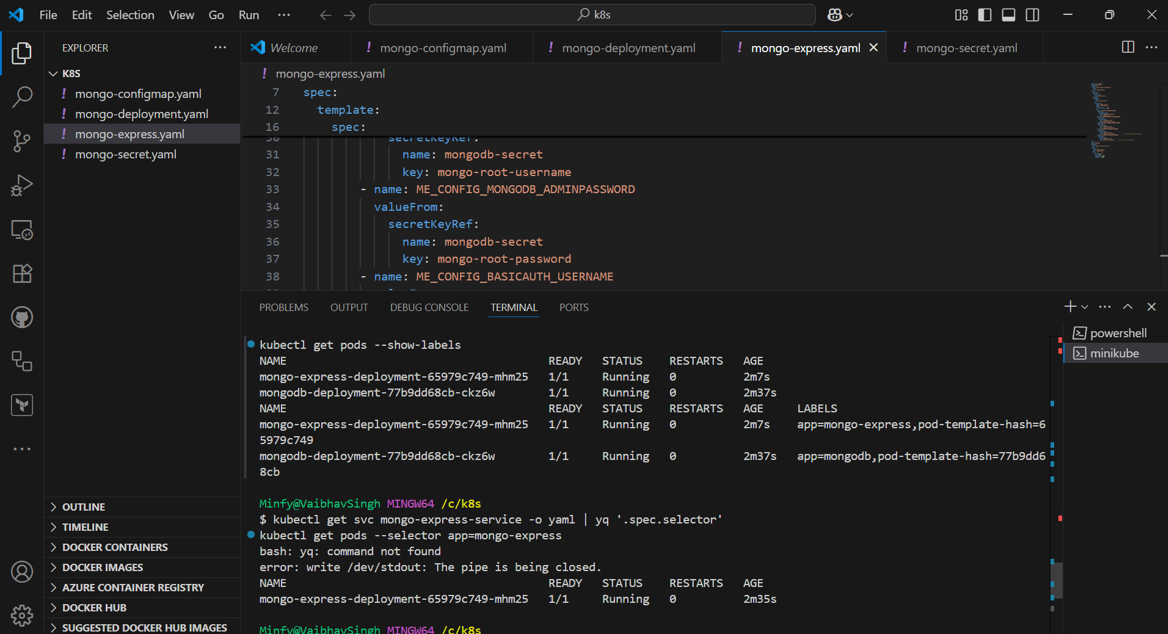 File Edit Selection View Go Run ··· k8s
EXPLORER ···
Welcome ! mongo-configmap.yaml ! mongo-deployment.yaml ! mongo-express.yaml ! mongo-secret.yaml
K8S
! mongo-configmap.yaml
! mongo-deployment.yaml
! mongo-express.yaml
! mongo-secret.yaml
! mongo-express.yaml
7 spec:
12 template:
16 spec:
30 secretKeyRef:
31 name: mongodb-secret
32 key: mongo-root-username
33 - name: ME_CONFIG_MONGODB_ADMINPASSWORD
34 valueFrom:
35 secretKeyRef:
36 name: mongodb-secret
37 key: mongo-root-password
38 - name: ME_CONFIG_BASICAUTH_USERNAME
PROBLEMS OUTPUT DEBUG CONSOLE TERMINAL PORTS
powershell
minikube
kubectl get pods --show-labels
NAME READY STATUS RESTARTS AGE
mongo-express-deployment-65979c749-mhm25 1/1 Running 0 2m7s
mongodb-deployment-77b9dd68cb-ckz6w 1/1 Running 0 2m37s
NAME READY STATUS RESTARTS AGE LABELS
mongo-express-deployment-65979c749-mhm25 1/1 Running 0 2m7s app=mongo-express,pod-template-hash=6
5979c749
mongodb-deployment-77b9dd68cb-ckz6w 1/1 Running 0 2m37s app=mongodb,pod-template-hash=77b9dd6
8cb
Minfy@VaibhavSingh MINGW64 /c/k8s
$ kubectl get svc mongo-express-service -o yaml | yq '.spec.selector'
kubectl get pods --selector app=mongo-express
bash: yq: command not found
error: write /dev/stdout: The pipe is being closed.
NAME READY STATUS RESTARTS AGE
mongo-express-deployment-65979c749-mhm25 1/1 Running 0 2m35s
Minfy@VaibhavSingh MINGW64 /c/k8s
OUTLINE
TIMELINE
DOCKER CONTAINERS
DOCKER IMAGES
AZURE CONTAINER REGISTRY
DOCKER HUB
SUGGESTED DOCKER HUB IMAGES